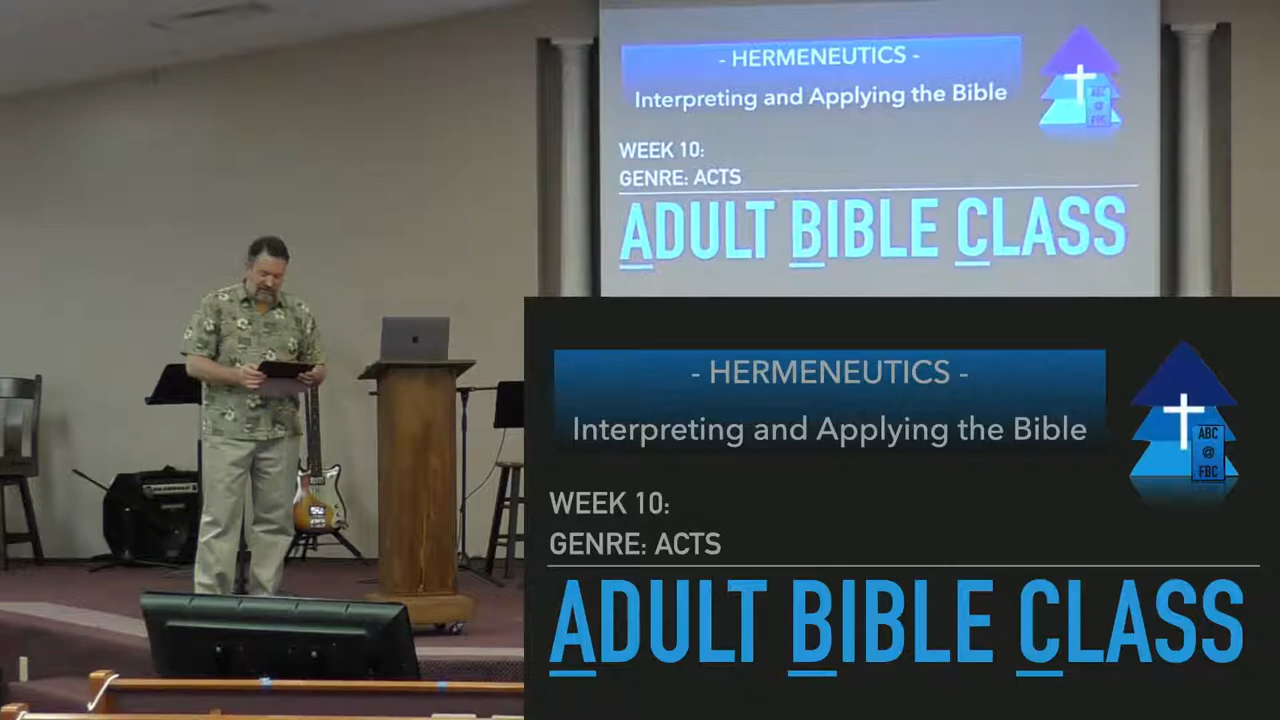 - HERMENEUTICS -
Interpreting and Applying the Bible
ABC
@
FBC
WEEK 10:
GENRE: ACTS
ADULT BIBLE CLASS
- HERMENEUTICS -
Interpreting and Applying the Bible
ABC
@
FBC
WEEK 10:
GENRE: ACTS
ADULT BIBLE CLASS